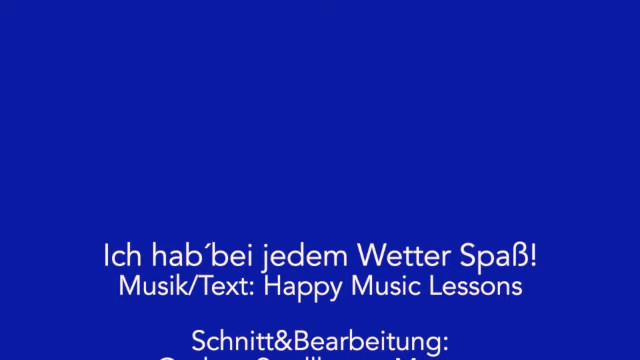 Ich hab´bei jedem Wetter Spaß!
Musik/Text: Happy Music Lessons
Schnitt&Bearbeitung: